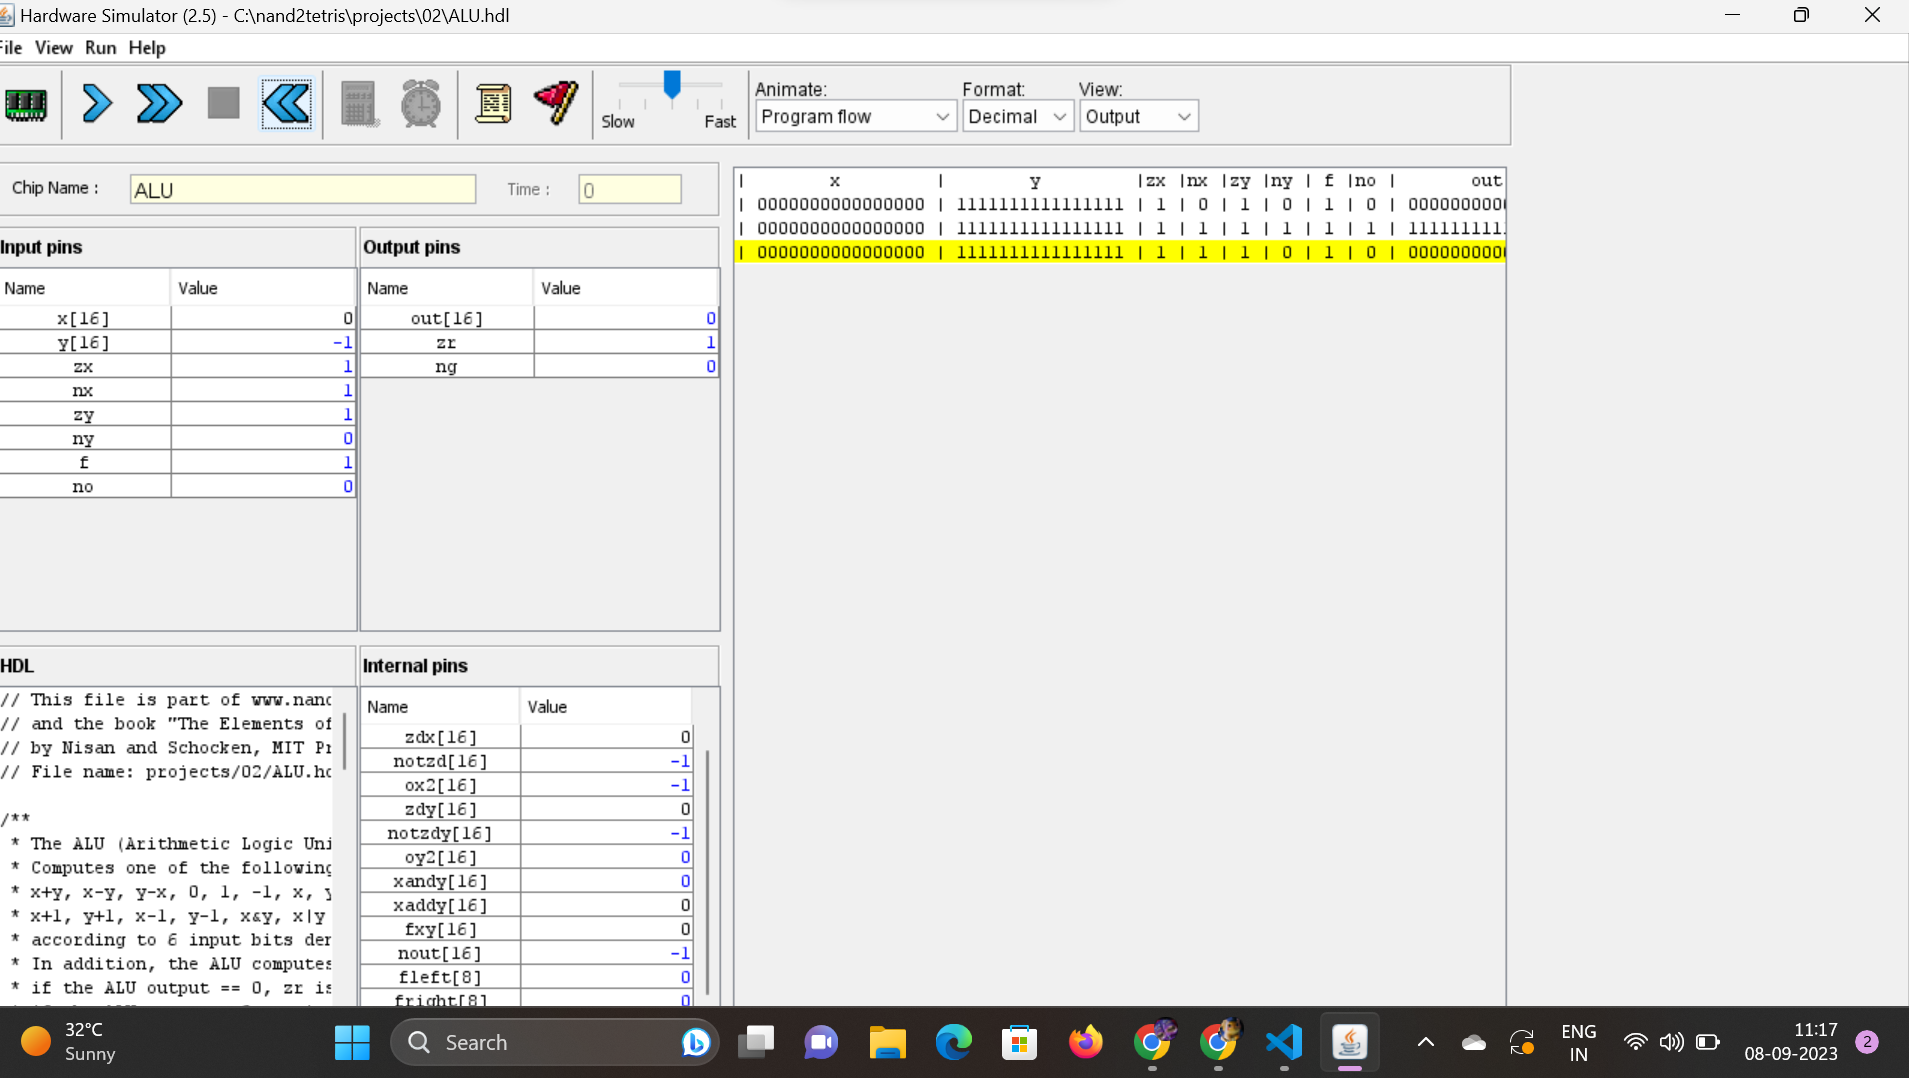 Hardware Simulator (2.5) - C:\nand2tetris\projects\02\ALU.hdl
File View Run Help
Animate: Format: View:
Program flow Decimal Output
Slow Fast
Chip Name : ALU Time : 0
Input pins
Name Value
x[16] 0
y[16] -1
zx 1
nx 1
zy 1
ny 0
f 1
no 0
Output pins
Name Value
out[16] 0
zr 1
ng 0
| x | y |zx |nx |zy |ny | f |no | out
| 0000000000000000 | 1111111111111111 | 1 | 0 | 1 | 0 | 1 | 0 | 000000000
| 0000000000000000 | 1111111111111111 | 1 | 1 | 1 | 1 | 1 | 1 | 111111111
| 0000000000000000 | 1111111111111111 | 1 | 1 | 1 | 0 | 1 | 0 | 000000000
HDL
// This file is part of www.nand
// and the book "The Elements of
// by Nisan and Schocken, MIT Pr
// File name: projects/02/ALU.hd
/**
* The ALU (Arithmetic Logic Uni
* Computes one of the following
* x+y, x-y, y-x, 0, 1, -1, x, y
* x+1, y+1, x-1, y-1, x&y, x|y
* according to 6 input bits den
* In addition, the ALU computes
* if the ALU output == 0, zr is
Internal pins
Name Value
zdx[16] 0
notzd[16] -1
ox2[16] -1
zdy[16] 0
notzdy[16] -1
oy2[16] 0
xandy[16] 0
xaddy[16] 0
fxy[16] 0
nout[16] -1
fleft[8] 0
fright[8] 0
32°C
Sunny
Search
ENG
IN
11:17
08-09-2023
2